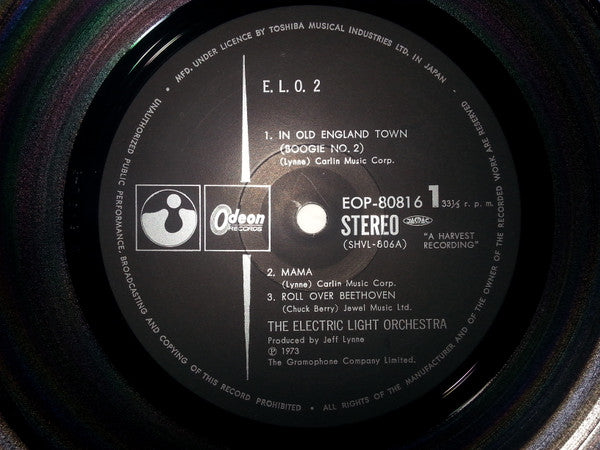 • MFD. UNDER LICENCE BY TOSHIBA MUSICAL INDUSTRIES LTD. IN JAPAN •
UNAUTHORIZED PUBLIC PERFORMANCE, BROADCASTING AND COPYING OF THIS RECORD PROHIBITED • ALL RIGHTS OF THE MANUFACTURER AND OF THE OWNER OF THE RECORDED WORK ARE RESERVED
E. L. O. 2
1. IN OLD ENGLAND TOWN
(BOOGIE NO. 2)
(Lynne) Carlin Music Corp.
Odeon
RECORDS
EOP-80816 1 33⅓ r. p. m.
STEREO JASRAC
(SHVL-806A)
"A HARVEST
RECORDING"
2. MAMA
(Lynne) Carlin Music Corp.
3. ROLL OVER BEETHOVEN
(Chuck Berry) Jewel Music Ltd.
THE ELECTRIC LIGHT ORCHESTRA
Produced by Jeff Lynne
℗ 1973
The Gramophone Company Limited.